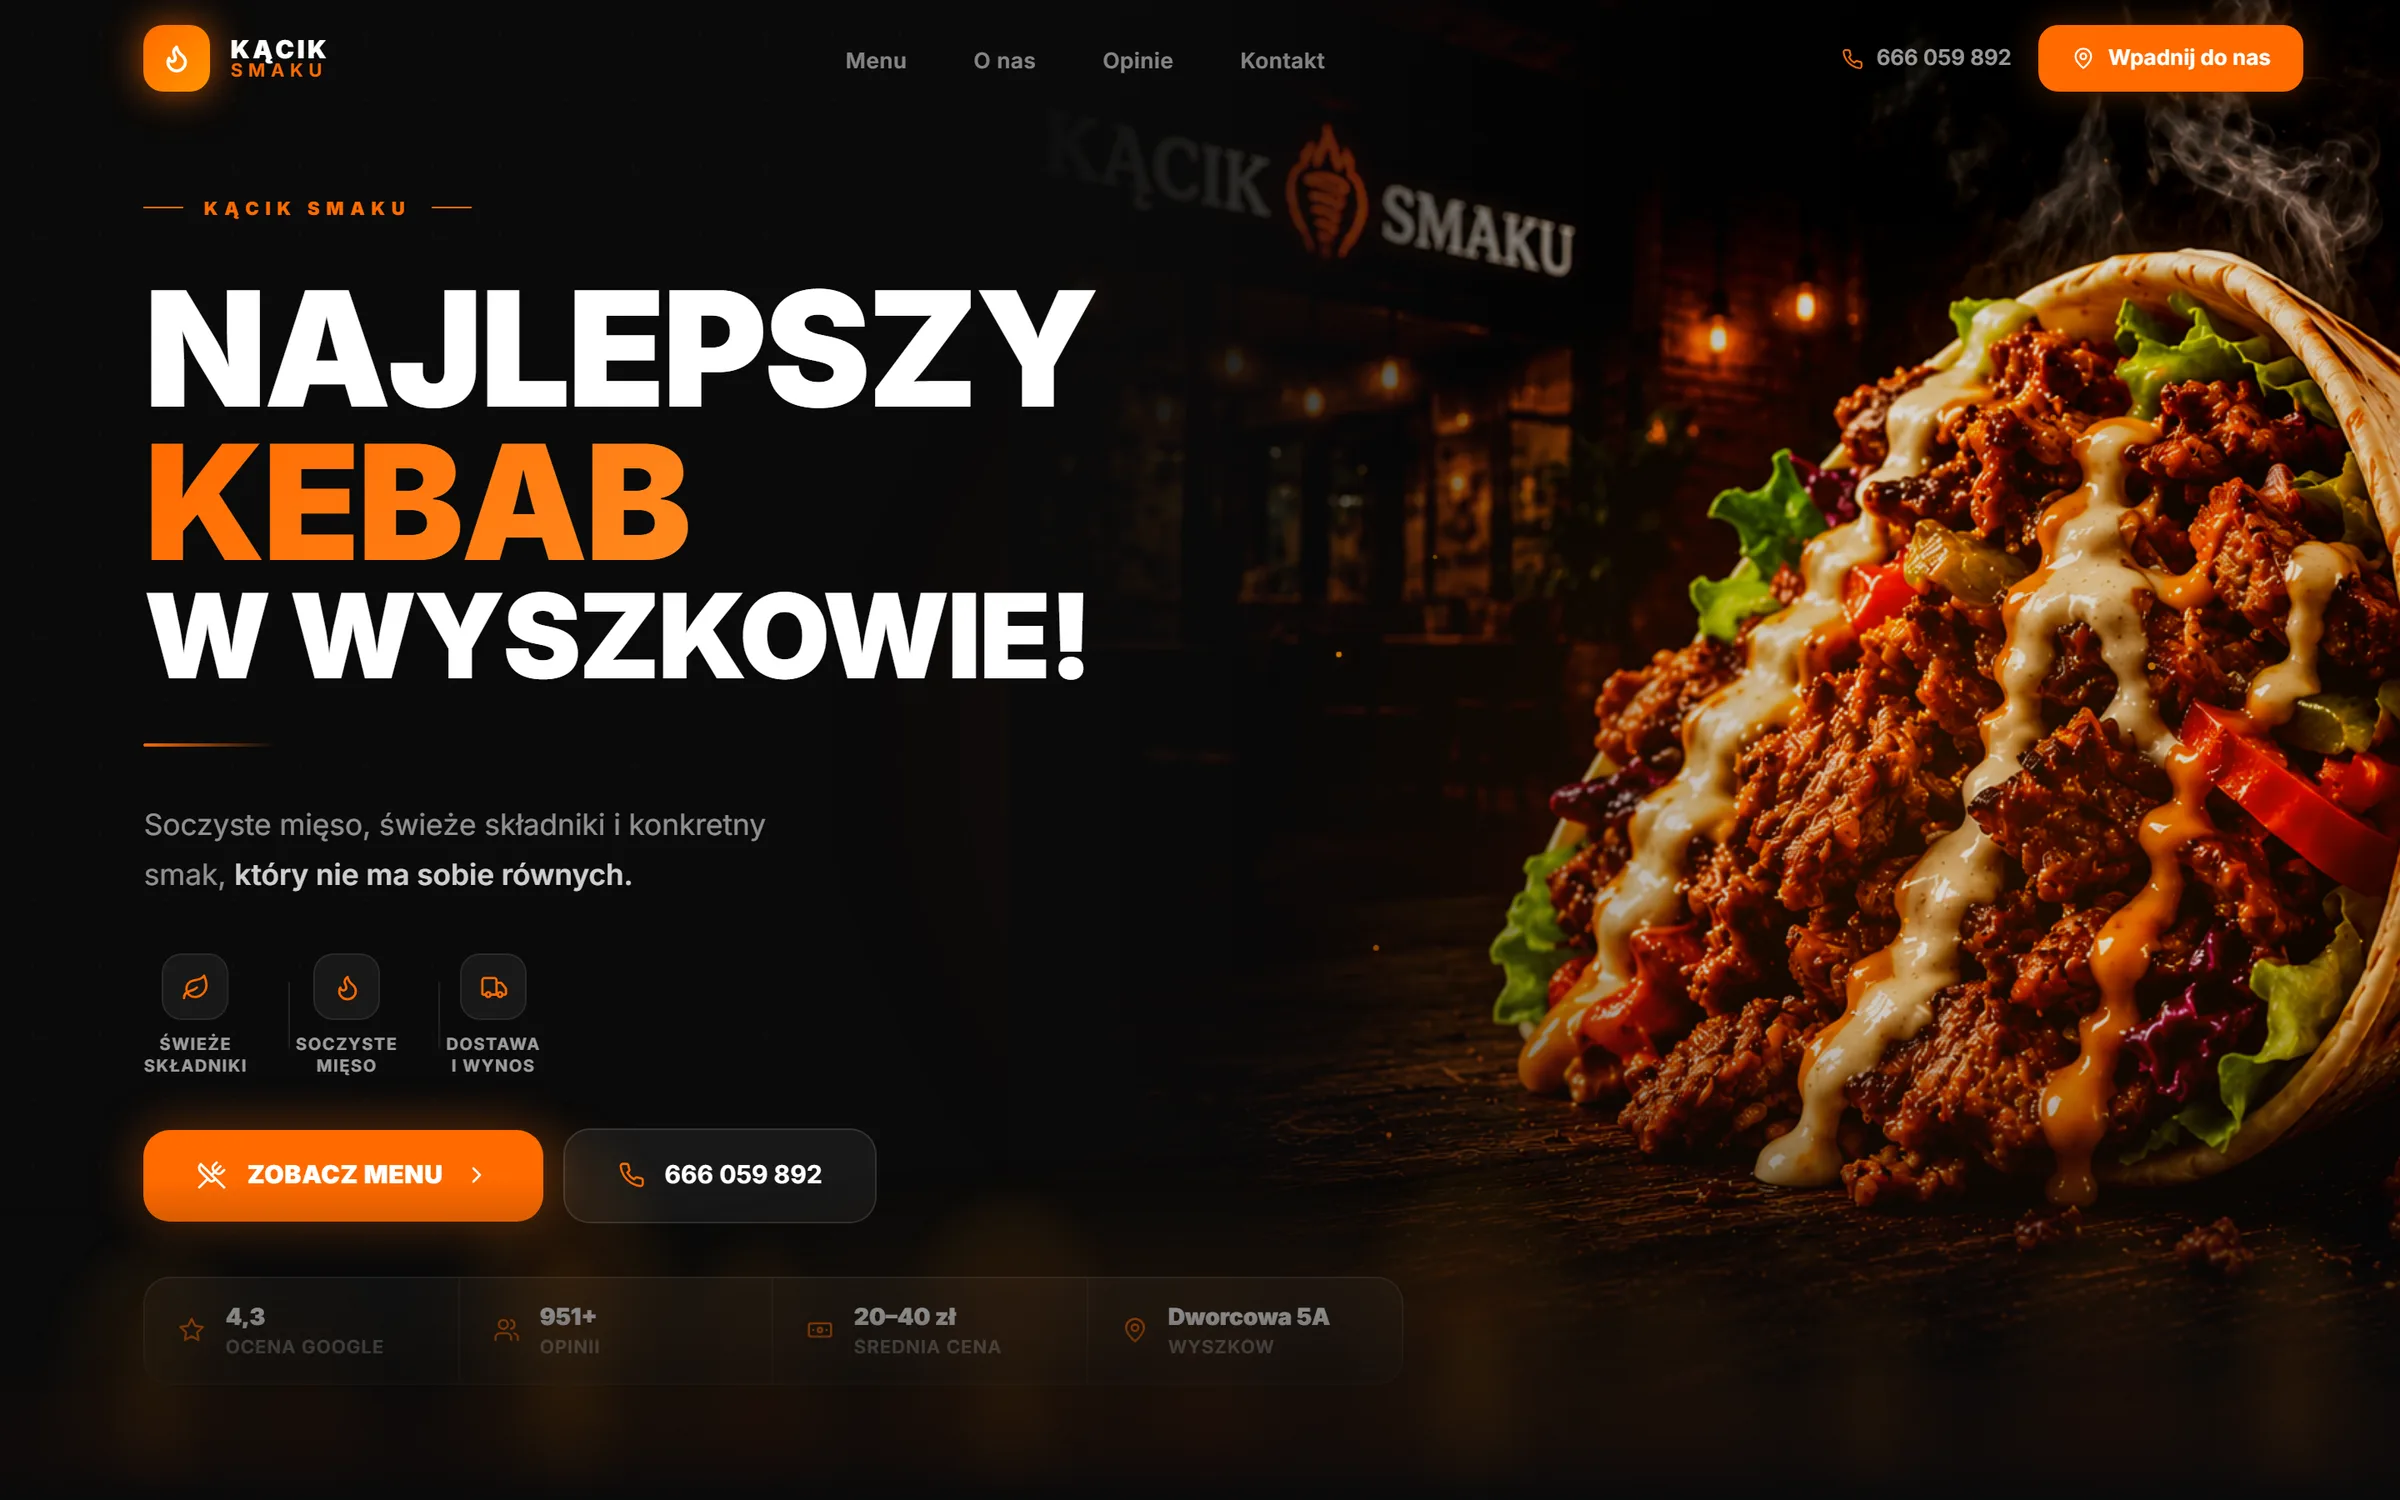 KĄCIK
SMAKU
Menu
O nas
Opinie
Kontakt
666 059 892
Wpadnij do nas
KĄCIK SMAKU
KĄCIK SMAKU
NAJLEPSZY
KEBAB
W WYSZKOWIE!
Soczyste mięso, świeże składniki i konkretny
smak, który nie ma sobie równych.
ŚWIEŻE
SKŁADNIKI
SOCZYSTE
MIĘSO
DOSTAWA
I WYNOS
ZOBACZ MENU
666 059 892
4,3
OCENA GOOGLE
951+
OPINII
20–40 zł
ŚREDNIA CENA
Dworcowa 5A
WYSZKÓW